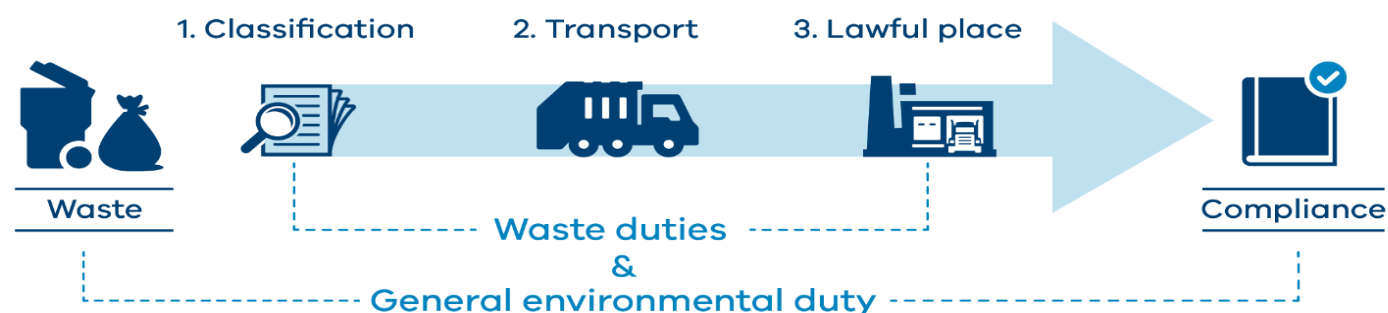 1. Classification
2. Transport
3. Lawful place
Waste
Compliance
Waste duties
&
General environmental duty